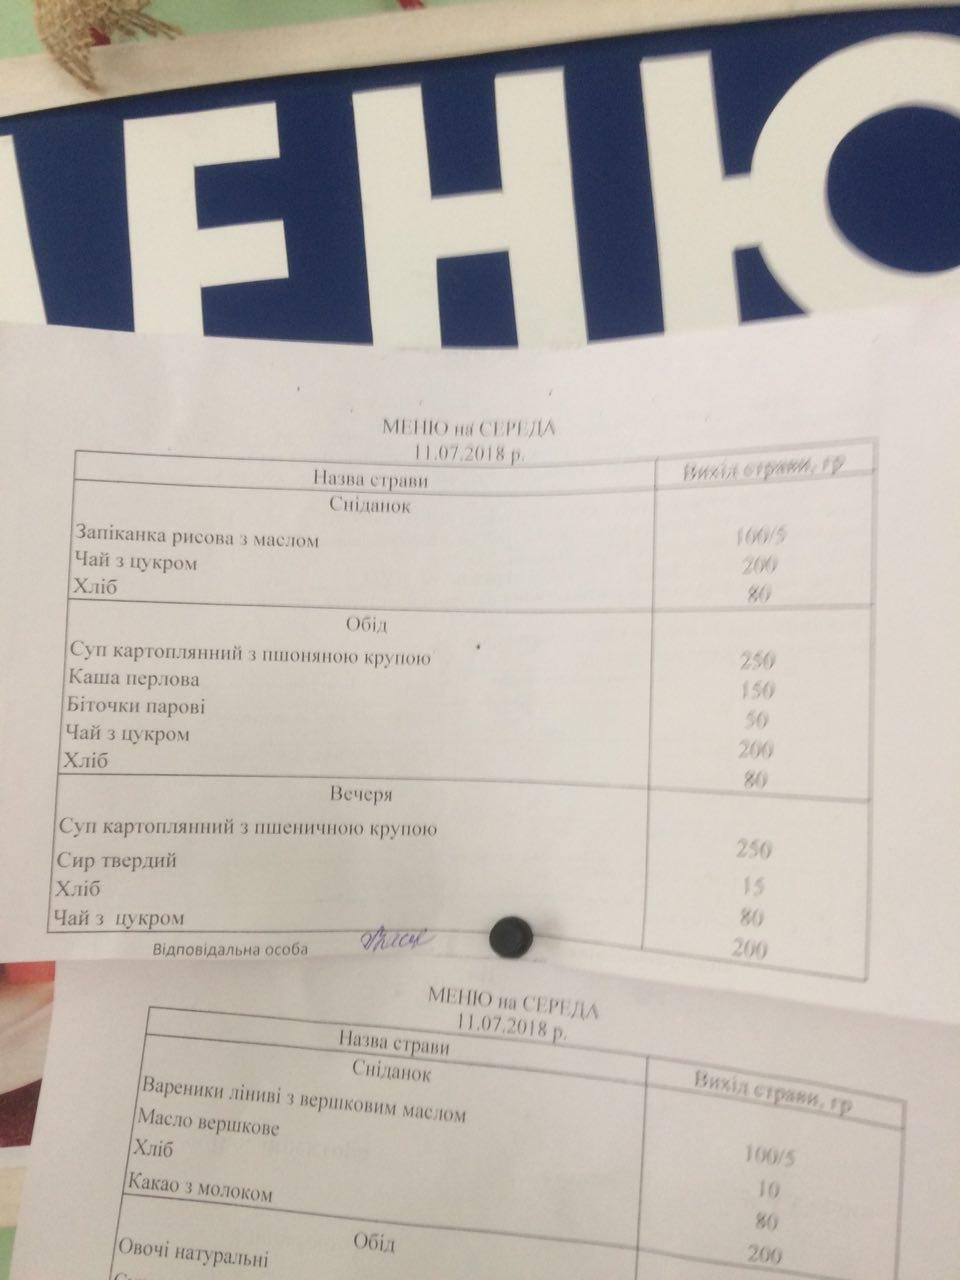 МЕНЮ
МЕНЮ на СЕРЕДА
11.07.2018 р.
Назва страви Вихід страви, гр
Сніданок
Запіканка рисова з маслом 100/5
Чай з цукром 200
Хліб 80
Обід
Суп картоплянний з пшоняною крупою 250
Каша перлова 150
Біточки парові 50
Чай з цукром 200
Хліб 80
Вечеря
Суп картоплянний з пшеничною крупою 250
Сир твердий 15
Хліб 80
Чай з цукром 200
Відповідальна особа
МЕНЮ на СЕРЕДА
11.07.2018 р.
Назва страви Вихід страви, гр
Сніданок
Вареники ліниві з вершковим маслом 100/5
Масло вершкове 10
Хліб 80
Какао з молоком 200
Обід
Овочі натуральні